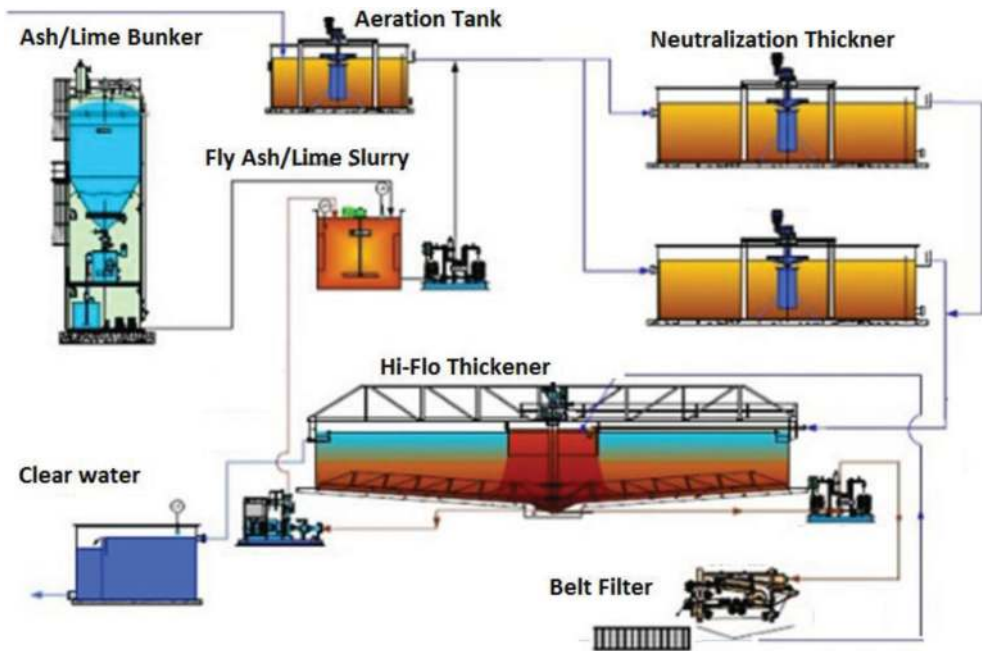 Aeration Tank
Ash/Lime Bunker
Neutralization Thickner
Fly Ash/Lime Slurry
Hi-Flo Thickener
Clear water
Belt Filter